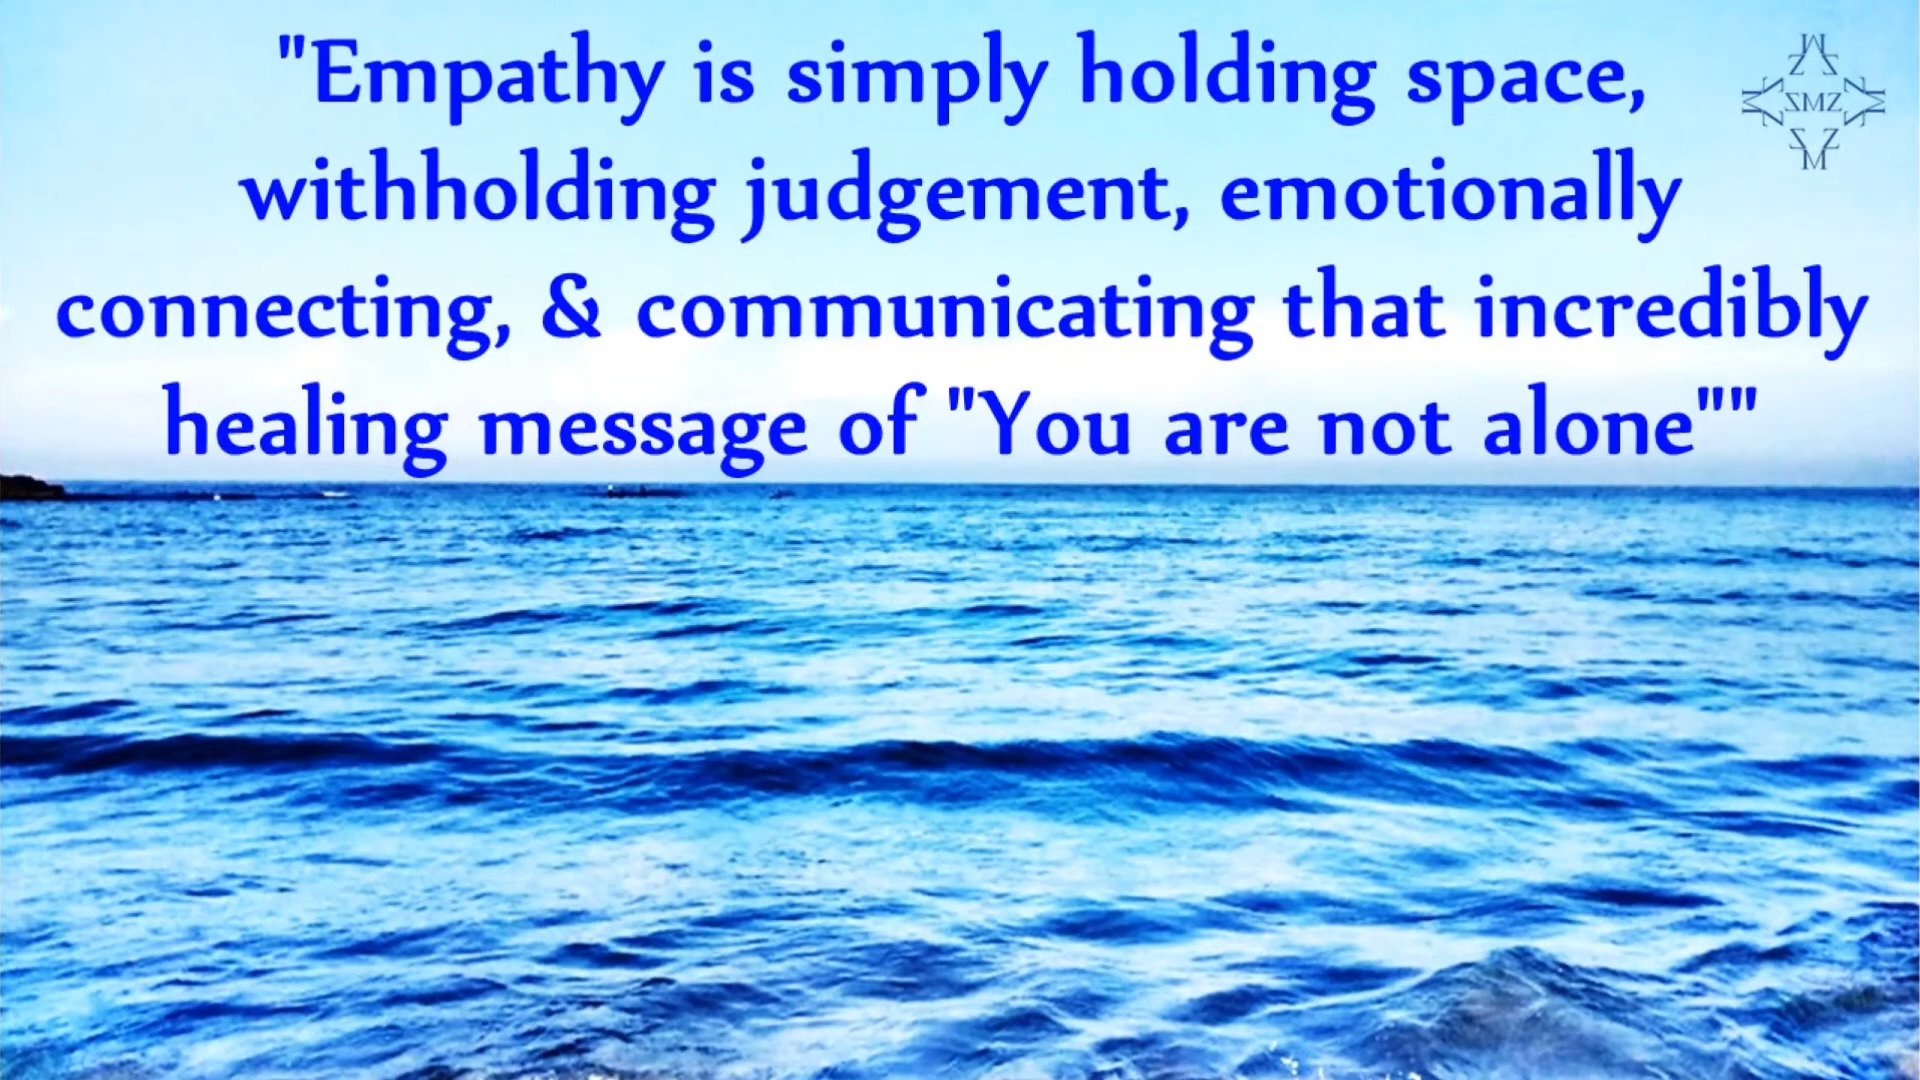 "Empathy is simply holding space,
withholding judgement, emotionally
connecting, & communicating that incredibly
healing message of "You are not alone""
ZMZ